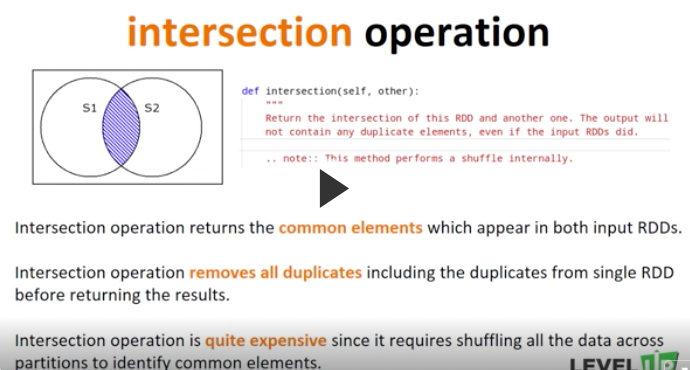 intersection operation
S1 S2
def intersection(self, other):
"""
Return the intersection of this RDD and another one. The output will
not contain any duplicate elements, even if the input RDDs did.
.. note:: This method performs a shuffle internally.
Intersection operation returns the common elements which appear in both input RDDs.
Intersection operation removes all duplicates including the duplicates from single RDD
before returning the results.
Intersection operation is quite expensive since it requires shuffling all the data across
partitions to identify common elements.
LEVEL UP